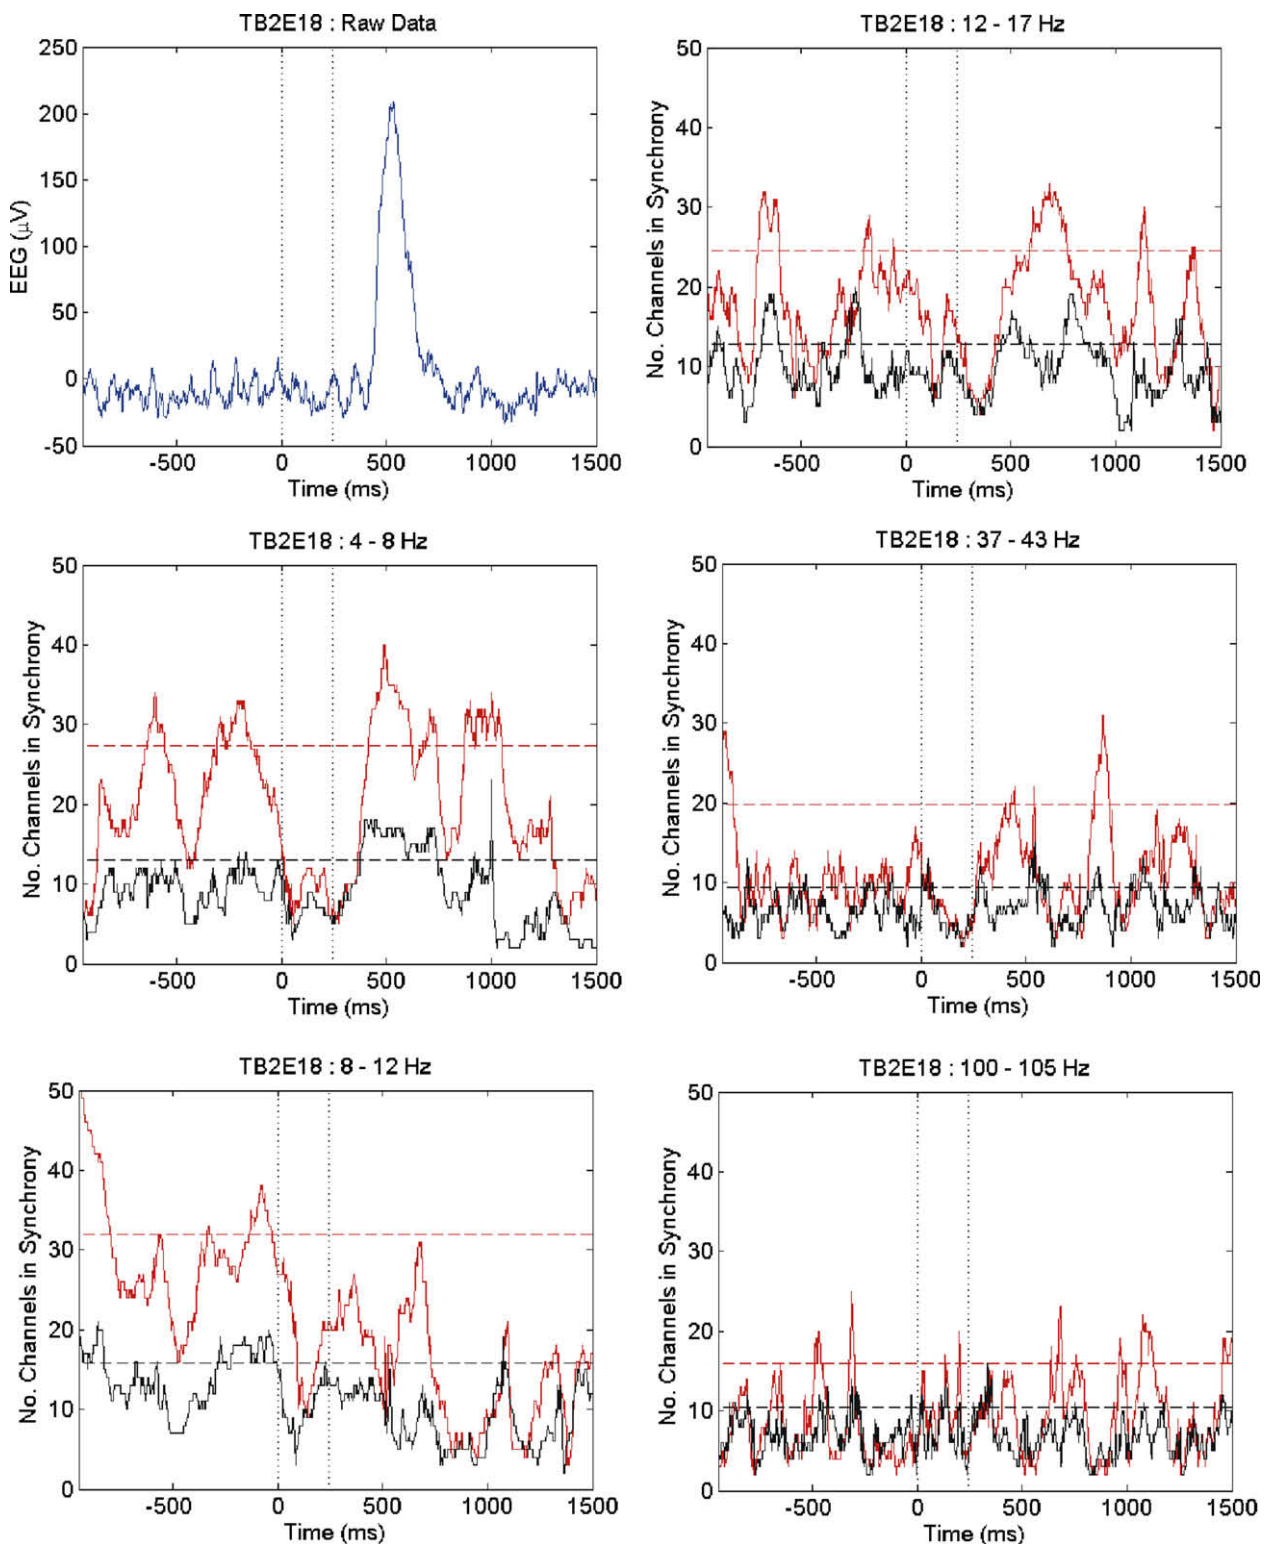 TB2E18 : Raw Data
250
200
150
100
50
0
-50
EEG (μV)
-500 0 500 1000 1500
Time (ms)
TB2E18 : 12 - 17 Hz
50
40
30
20
10
0
No. Channels in Synchrony
-500 0 500 1000 1500
Time (ms)
TB2E18 : 4 - 8 Hz
50
40
30
20
10
0
No. Channels in Synchrony
-500 0 500 1000 1500
Time (ms)
TB2E18 : 37 - 43 Hz
50
40
30
20
10
0
No. Channels in Synchrony
-500 0 500 1000 1500
Time (ms)
TB2E18 : 8 - 12 Hz
50
40
30
20
10
0
No. Channels in Synchrony
-500 0 500 1000 1500
Time (ms)
TB2E18 : 100 - 105 Hz
50
40
30
20
10
0
No. Channels in Synchrony
-500 0 500 1000 1500
Time (ms)